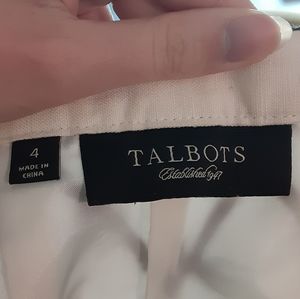 4
MADE IN
CHINA
TALBOTS
Established 1947